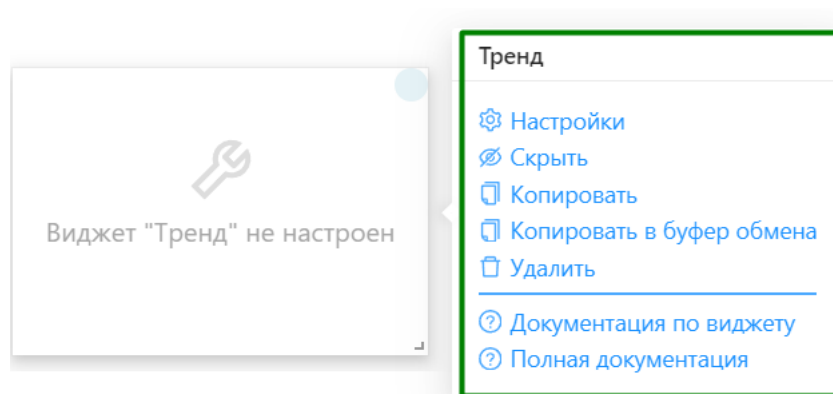 Виджет "Тренд" не настроен
Тренд
Настройки
Скрыть
Копировать
Копировать в буфер обмена
Удалить
Документация по виджету
Полная документация